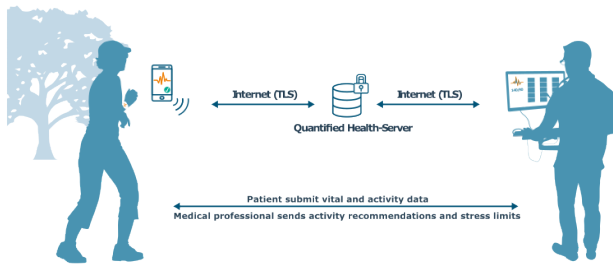 Internet (TLS)
Internet (TLS)
Quantified Health-Server
Patient submit vital and activity data
Medical professional sends activity recommendations and stress limits